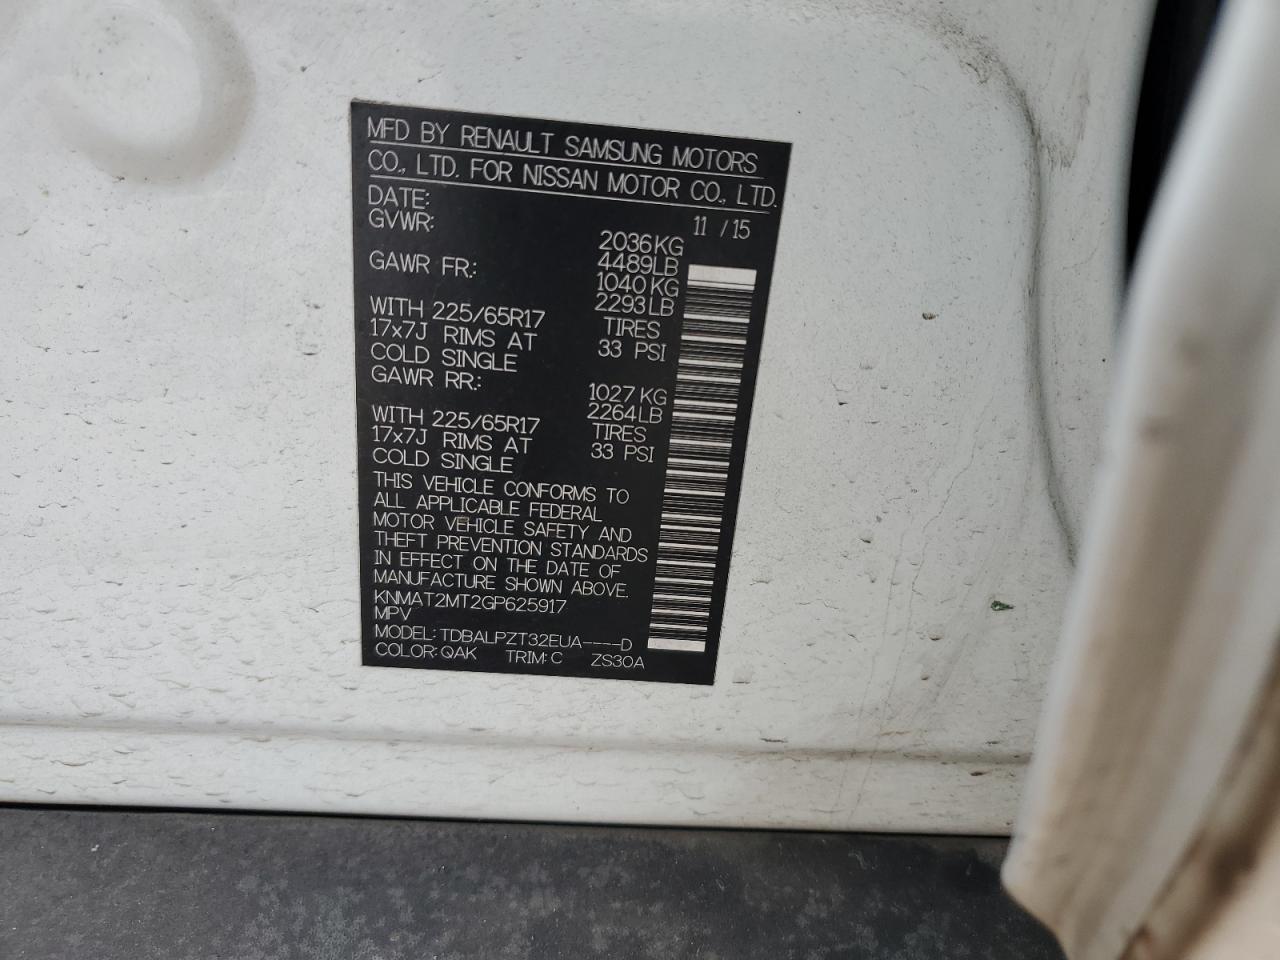 MFD BY RENAULT SAMSUNG MOTORS
CO., LTD. FOR NISSAN MOTOR CO., LTD.
DATE: 11 / 15
GVWR: 2036KG
4489LB
GAWR FR: 1040KG
2293LB
WITH 225/65R17 TIRES
17x7J RIMS AT 33 PSI
COLD SINGLE
GAWR RR: 1027KG
2264LB
WITH 225/65R17 TIRES
17x7J RIMS AT 33 PSI
COLD SINGLE
THIS VEHICLE CONFORMS TO
ALL APPLICABLE FEDERAL
MOTOR VEHICLE SAFETY AND
THEFT PREVENTION STANDARDS
IN EFFECT ON THE DATE OF
MANUFACTURE SHOWN ABOVE.
KNMAT2MT2GP625917
MPV
MODEL: TDBALPZT32EUA----D
COLOR: QAK TRIM: C ZS30A